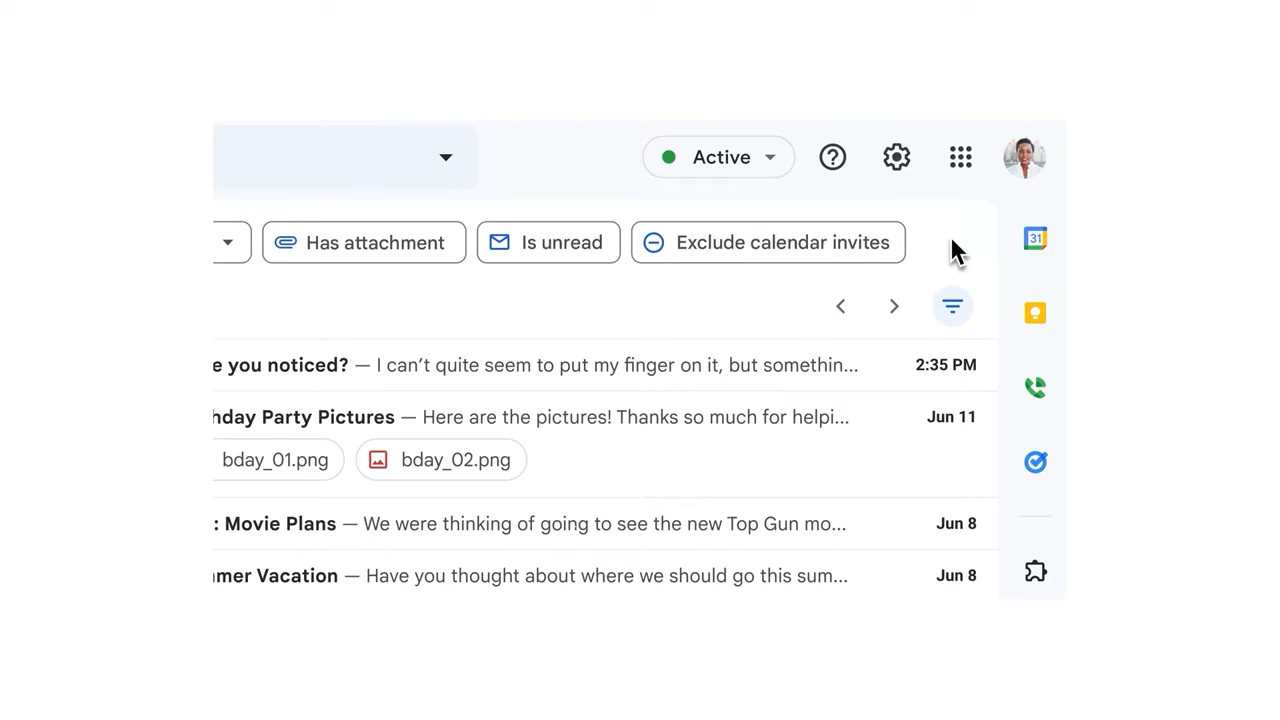 Active
Has attachment
Is unread
Exclude calendar invites
31
e you noticed? — I can’t quite seem to put my finger on it, but somethin... 2:35 PM
hday Party Pictures — Here are the pictures! Thanks so much for helpi... Jun 11
bday_01.png
bday_02.png
: Movie Plans — We were thinking of going to see the new Top Gun mo... Jun 8
mer Vacation — Have you thought about where we should go this sum... Jun 8